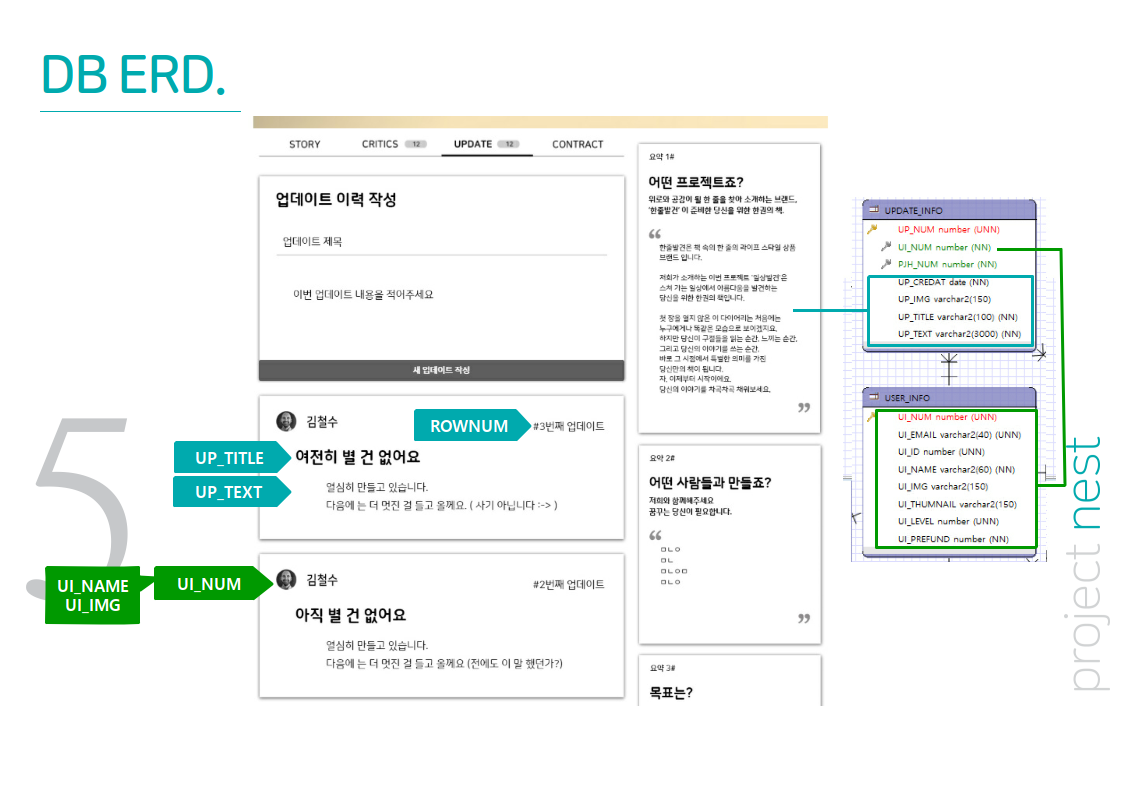 DB ERD.
STORY
CRITICS 12
UPDATE 12
CONTRACT
업데이트 이력 작성
업데이트 제목
이번 업데이트 내용을 적어주세요
새 업데이트 작성
김철수
ROWNUM
#3번째 업데이트
UP_TITLE
여전히 별 건 없어요
UP_TEXT
열심히 만들고 있습니다.
다음에 는 더 멋진 걸 들고 올께요. ( 사기 아닙니다 :-> )
5
UI_NAME
UI_IMG
UI_NUM
김철수
#2번째 업데이트
아직 별 건 없어요
열심히 만들고 있습니다.
다음에 는 더 멋진 걸 들고 올께요 (전에도 이 말 했던가?)
요약 1#
어떤 프로젝트죠?
위로와 공감이 될 한 줄을 찾아 소개하는 브랜드,
'한줄발견' 이 준비한 당신을 위한 한권의 책.
“
한줄발견은 책 속의 한 줄의 라이프 스타일 상품
브랜드 입니다.
저희가 소개하는 이번 프로젝트 '일상발견'은
스쳐 가는 일상에서 아름다움을 발견하는
당신을 위한 한권의 책입니다.
첫 장을 열지 않은 이 다이어리는 처음에는
누구에게나 똑같은 모습으로 보이겠지요.
하지만 당신이 구절들을 읽는 순간, 느끼는 순간,
그리고 당신의 이야기를 쓰는 순간,
바로 그 시점에서 특별한 의미를 가진
당신만의 책이 됩니다.
자, 이제부터 시작이에요.
당신의 이야기를 차곡차곡 채워보세요.
”
요약 2#
어떤 사람들과 만들죠?
저희와 함께해주세요
꿈꾸는 당신이 필요합니다.
“
ㅁㄴㅇ
ㅁㄴ
ㅁㄴㅇㅁ
ㅁㄴㅇ
”
요약 3#
목표는?
UPDATE_INFO
UP_NUM number (UNN)
UI_NUM number (NN)
PJH_NUM number (NN)
UP_CREDAT date (NN)
UP_IMG varchar2(150)
UP_TITLE varchar2(100) (NN)
UP_TEXT varchar2(3000) (NN)
USER_INFO
UI_NUM number (UNN)
UI_EMAIL varchar2(40) (UNN)
UI_ID number (UNN)
UI_NAME varchar2(60) (NN)
UI_IMG varchar2(150)
UI_THUMNAIL varchar2(150)
UI_LEVEL number (UNN)
UI_PREFUND number (NN)
project nest